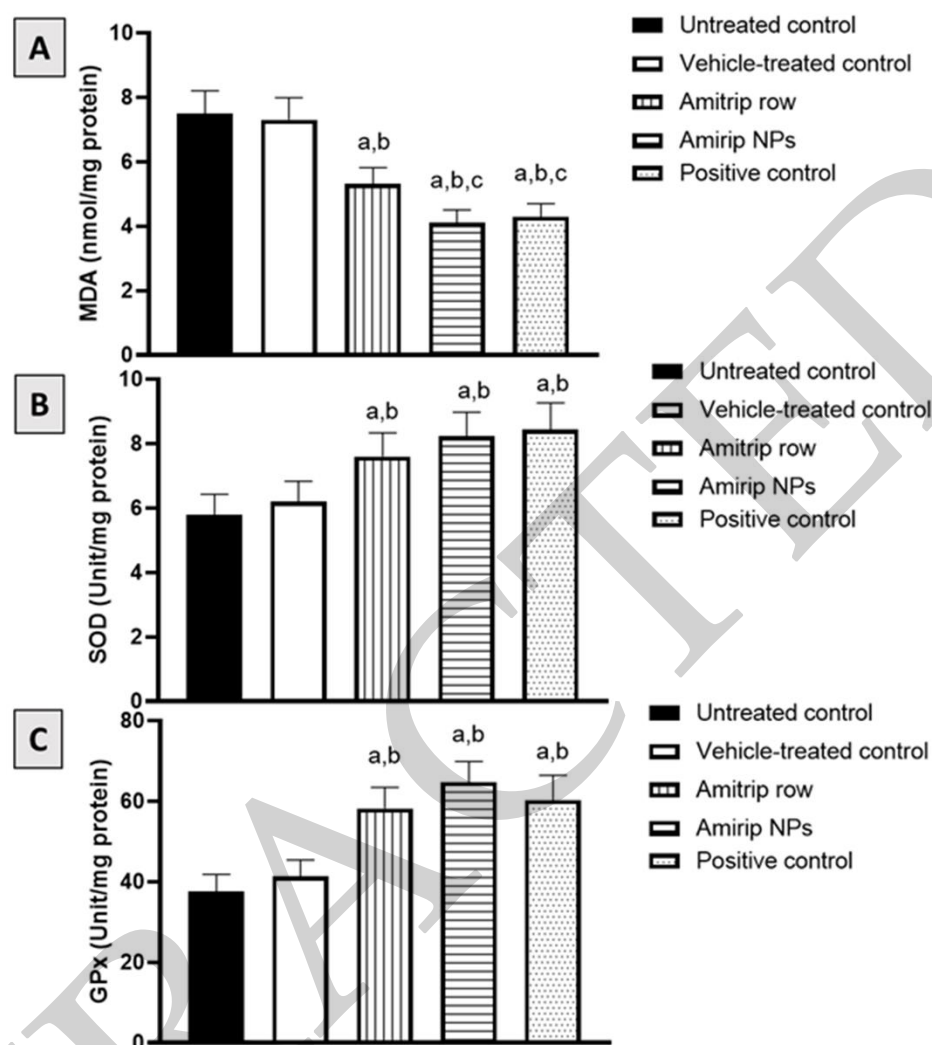 A
MDA (nmol/mg protein)
10
8
6
4
2
0
a,b
a,b,c
a,b,c
Untreated control
Vehicle-treated control
Amitrip row
Amirip NPs
Positive control
B
SOD (Unit/mg protein)
10
8
6
4
2
0
a,b
a,b
a,b
Untreated control
Vehicle-treated control
Amitrip row
Amirip NPs
Positive control
C
GPx (Unit/mg protein)
80
60
40
20
0
a,b
a,b
a,b
Untreated control
Vehicle-treated control
Amitrip row
Amirip NPs
Positive control
RACTED